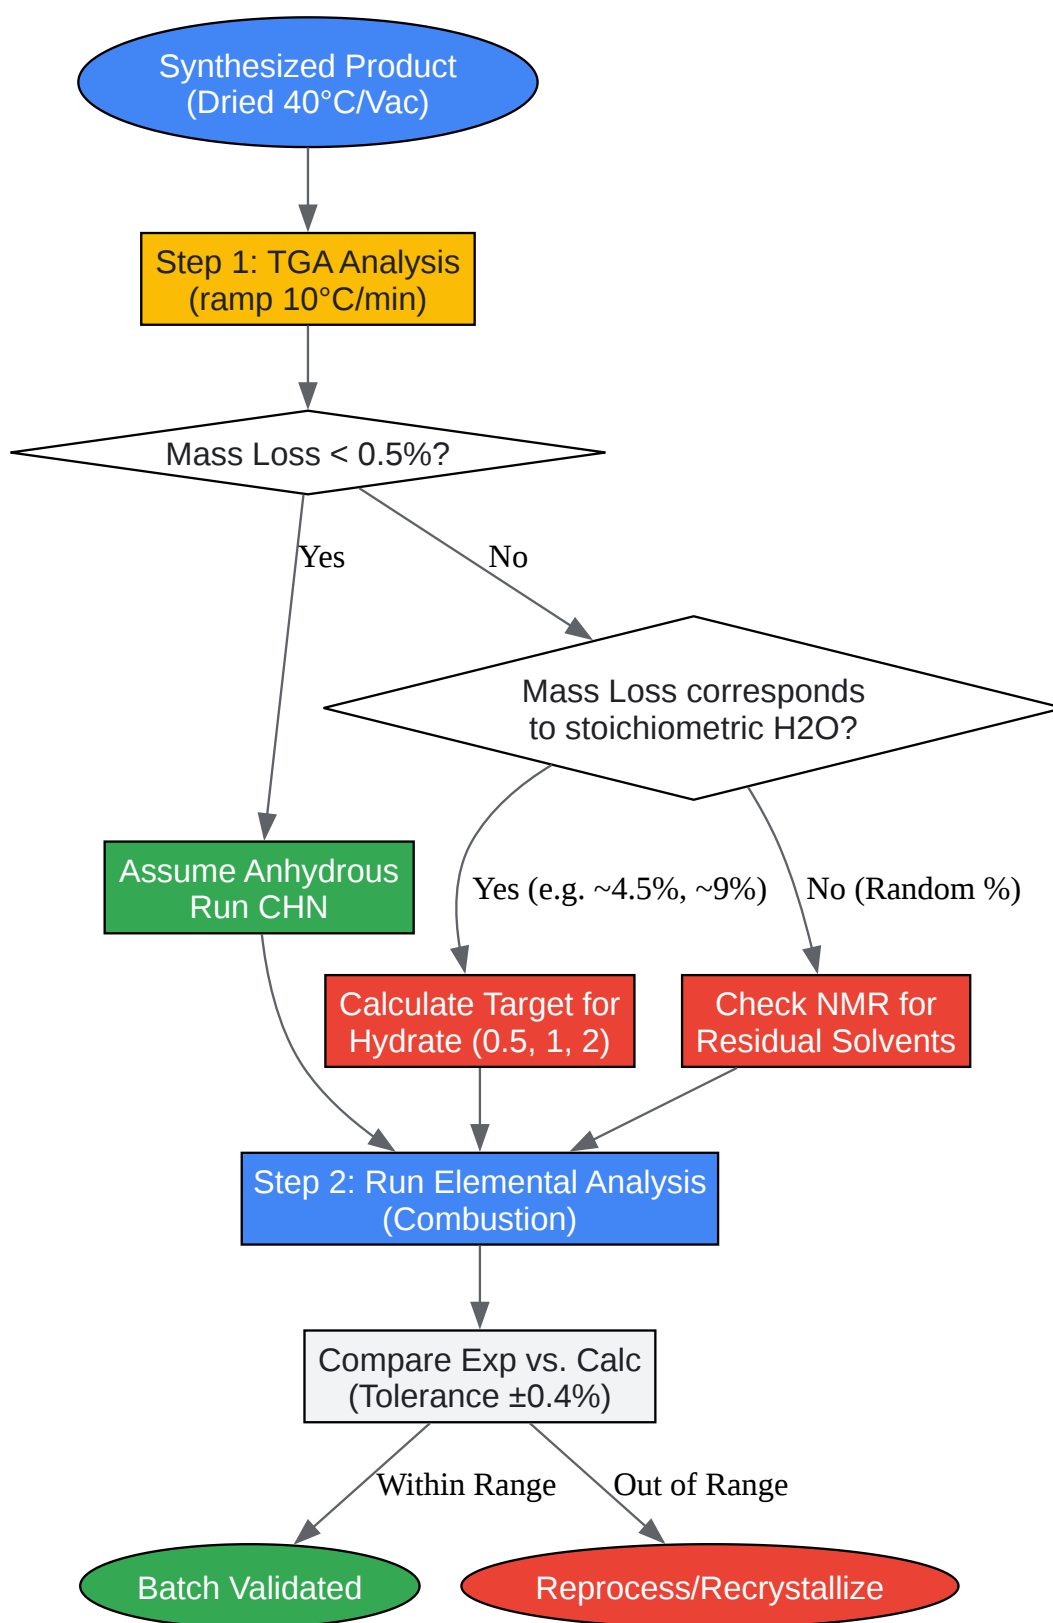 Synthesized Product
(Dried 40°C/Vac)
Step 1: TGA Analysis
(ramp 10°C/min)
Mass Loss < 0.5%?
Yes
No
Mass Loss corresponds
to stoichiometric H2O?
Assume Anhydrous
Run CHN
Yes (e.g. ~4.5%, ~9%)
No (Random %)
Calculate Target for
Hydrate (0.5, 1, 2)
Check NMR for
Residual Solvents
Step 2: Run Elemental Analysis
(Combustion)
Compare Exp vs. Calc
(Tolerance ±0.4%)
Within Range
Out of Range
Batch Validated
Reprocess/Recrystallize